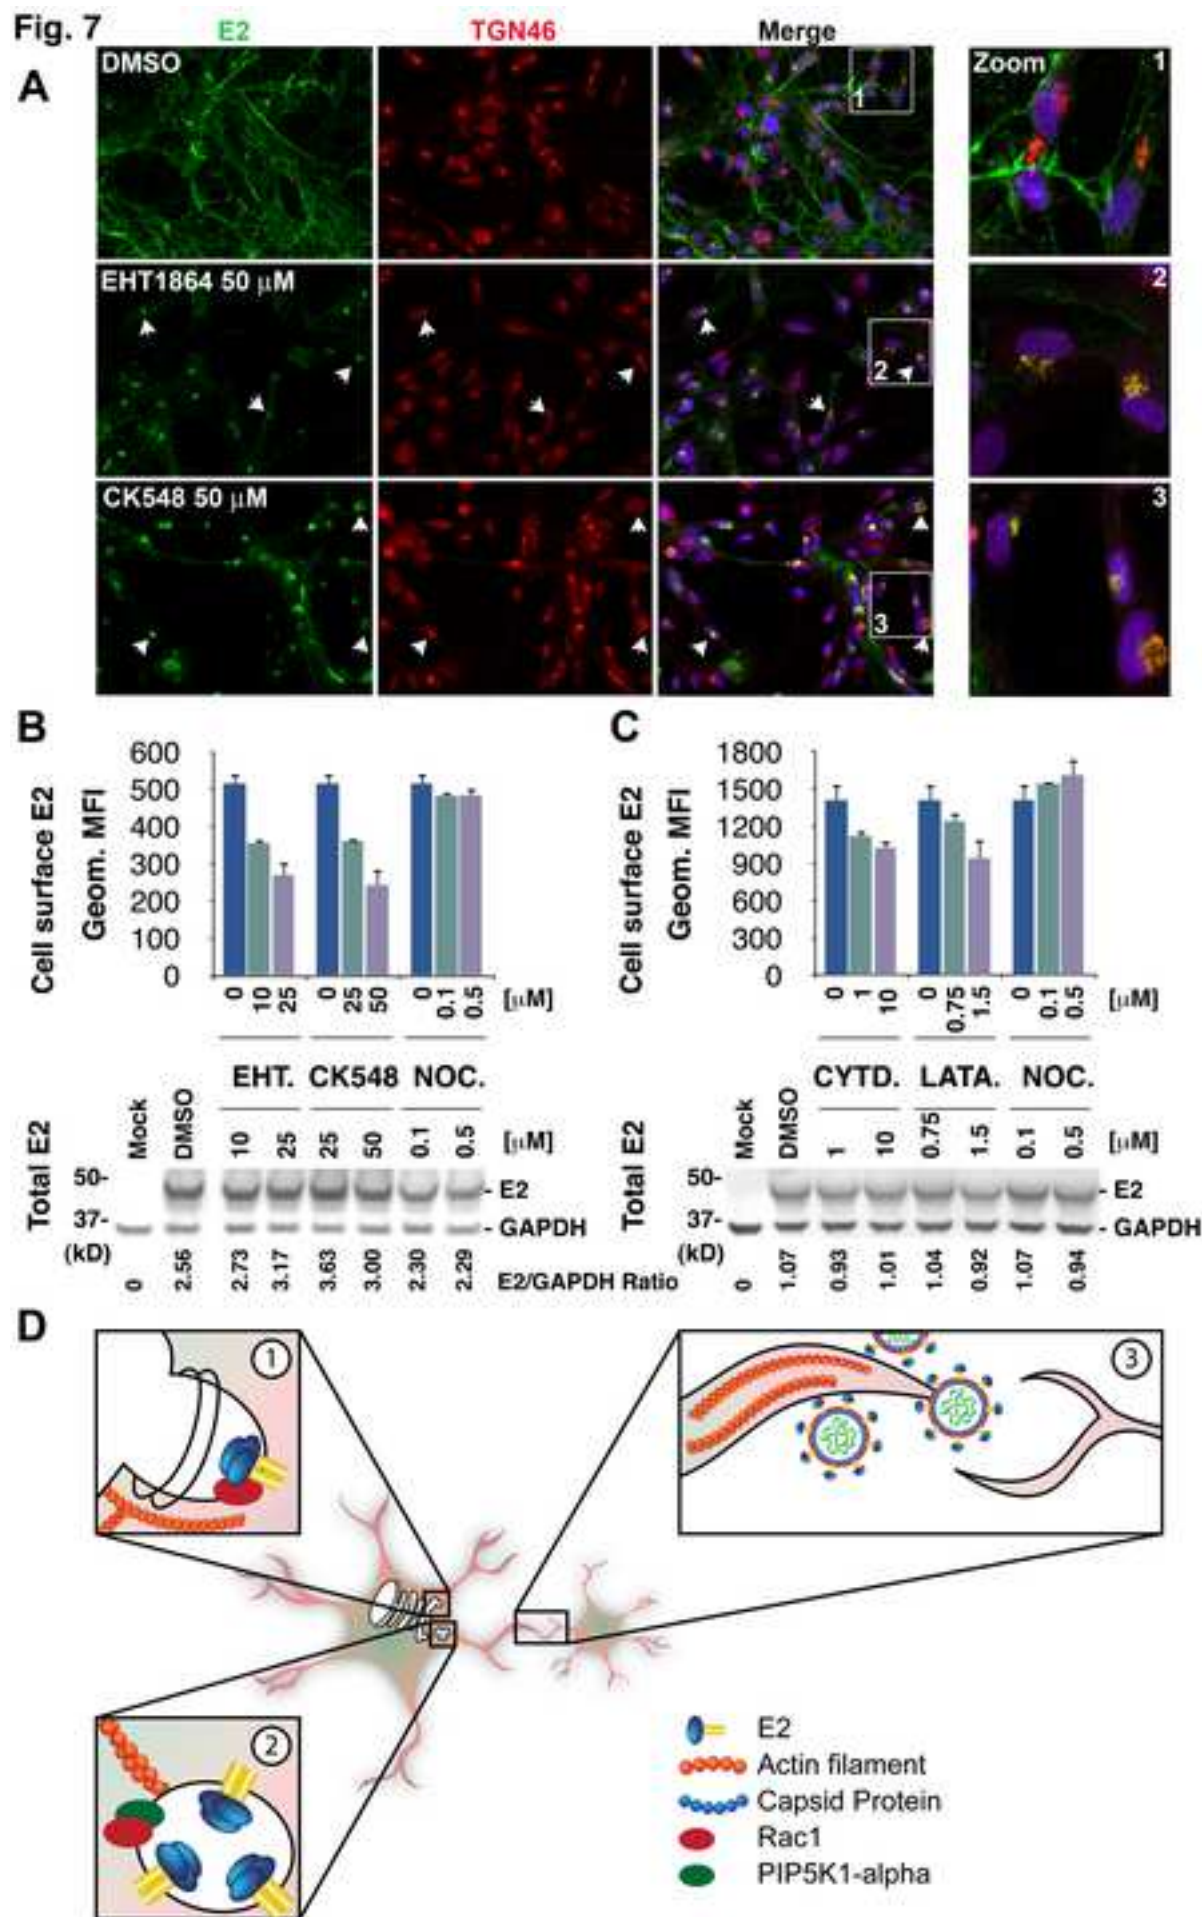 Fig. 7
E2 TGN46 Merge
A
DMSO 1 Zoom 1
EHT1864 50 μM 2 2
CK548 50 μM 3 3
B
Cell surface E2
Geom. MFI
600
500
400
300
200
100
0
0 10 25 0 25 50 0 0.1 0.5 [μM]
EHT. CK548 NOC.
Total E2
Mock DMSO 10 25 25 50 0.1 0.5 [μM]
50- - E2
37- - GAPDH
(kD)
0 2.56 2.73 3.17 3.63 3.00 2.30 2.29 E2/GAPDH Ratio
C
Cell surface E2
Geom. MFI
1800
1500
1200
900
600
300
0
0 1 10 0 0.75 1.5 0 0.1 0.5 [μM]
CYTD. LATA. NOC.
Total E2
Mock DMSO 1 10 0.75 1.5 0.1 0.5 [μM]
50- - E2
37- - GAPDH
(kD)
0 1.07 0.93 1.01 1.04 0.92 1.07 0.94
D
1
3
2
E2
Actin filament
Capsid Protein
Rac1
PIP5K1-alpha